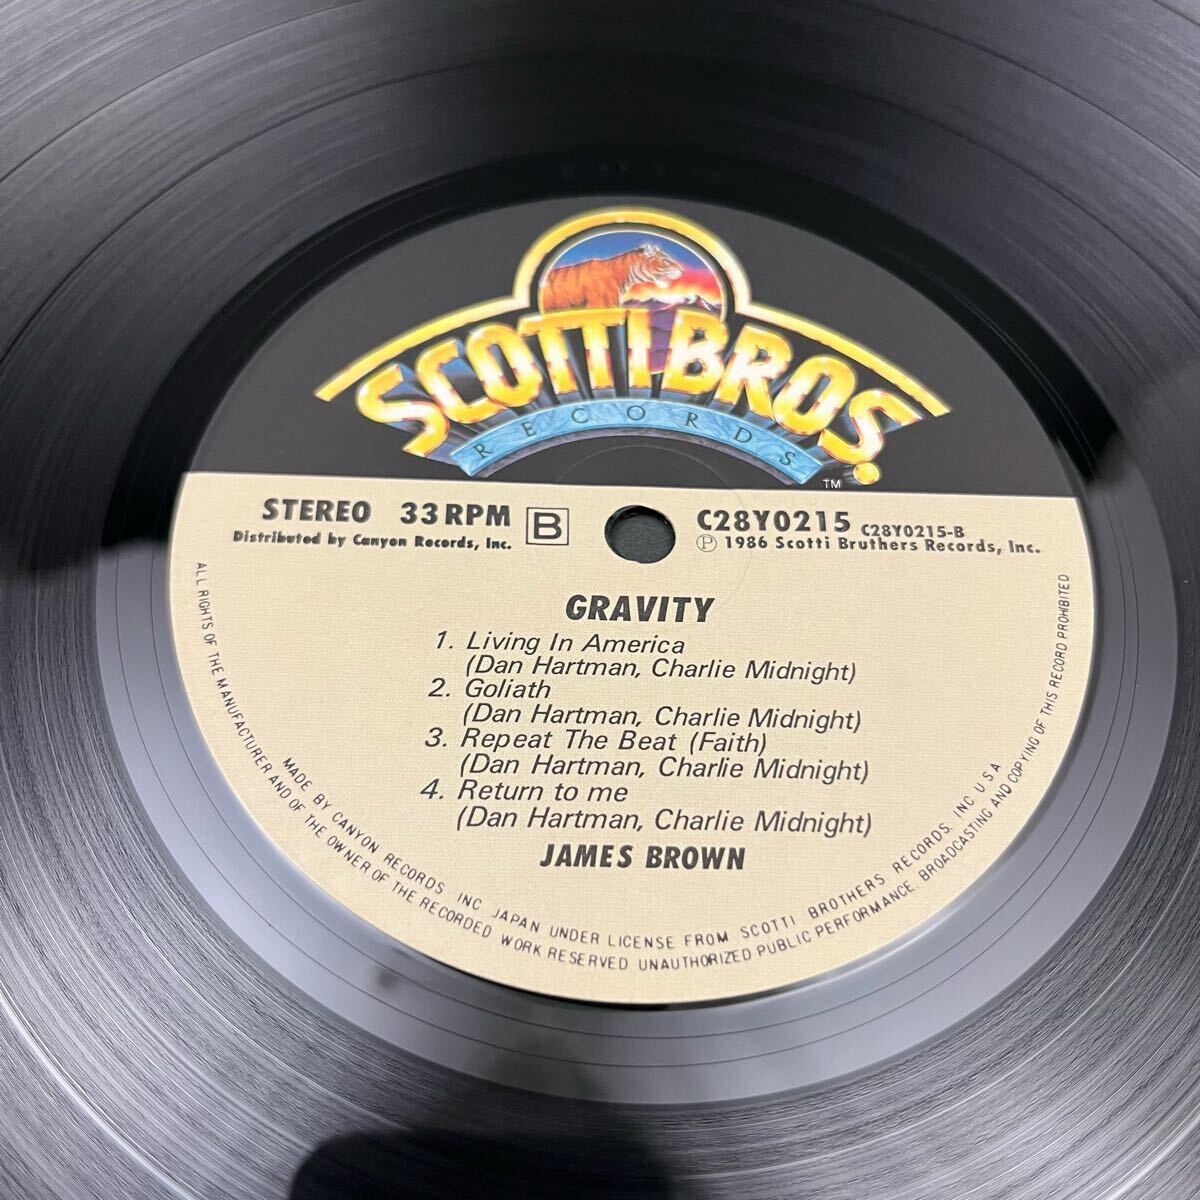 SCOTTI BROS.
RECORDS
TM
STEREO 33 RPM B
Distributed by Canyon Records, Inc.
C28Y0215 C28Y0215-B
Ⓟ 1986 Scotti Bruthers Records, Inc.
GRAVITY
1. Living In America
(Dan Hartman, Charlie Midnight)
2. Goliath
(Dan Hartman, Charlie Midnight)
3. Repeat The Beat (Faith)
(Dan Hartman, Charlie Midnight)
4. Return to me
(Dan Hartman, Charlie Midnight)
JAMES BROWN
MADE BY CANYON RECORDS INC JAPAN UNDER LICENSE FROM SCOTTI BROTHERS RECORDS, INC U.S.A
ALL RIGHTS OF THE MANUFACTURER AND OF THE OWNER OF THE RECORDED WORK RESERVED UNAUTHORIZED PUBLIC PERFORMANCE, BROADCASTING AND COPYING OF THIS RECORD PROHIBITED